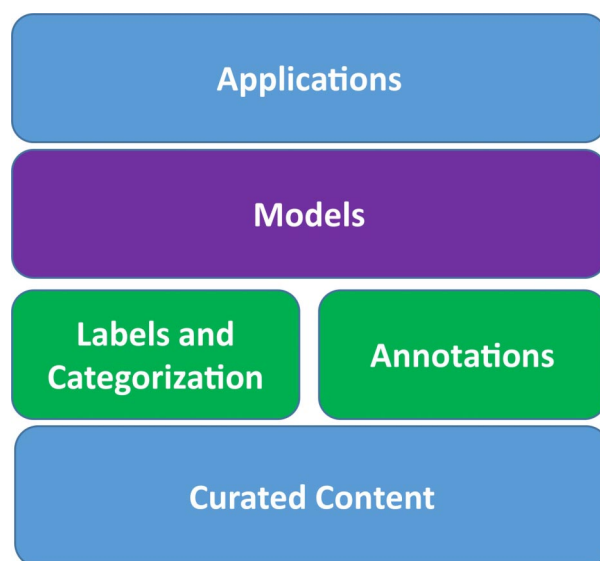 Applications
Models
Labels and
Categorization
Annotations
Curated Content